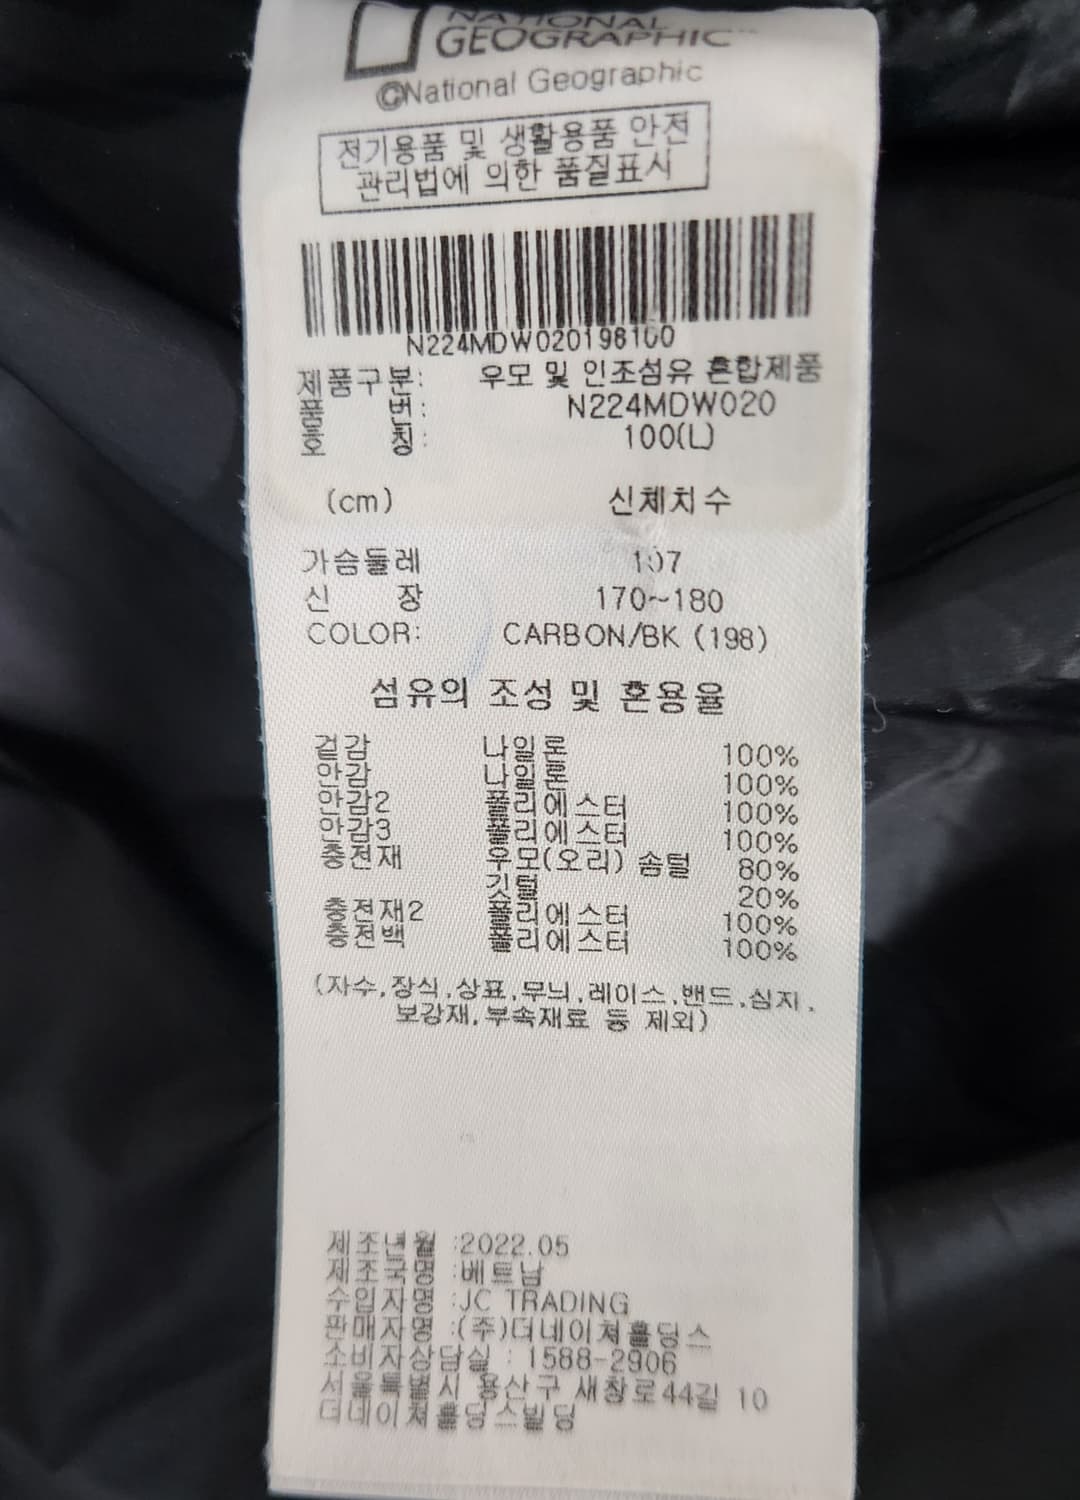 NATIONAL
GEOGRAPHIC™
©National Geographic
전기용품 및 생활용품 안전
관리법에 의한 품질표시
N224MDW020198100
제품구분: 우모 및 인조섬유 혼합제품
품 번: N224MDW020
호 칭: 100(L)
(cm) 신체치수
가슴둘레 107
신 장 170~180
COLOR: CARBON/BK (198)
섬유의 조성 및 혼용율
겉감 나일론 100%
안감 나일론 100%
안감2 폴리에스터 100%
안감3 폴리에스터 100%
충전재 우모(오리) 솜털 80%
깃털 20%
충전재2 폴리에스터 100%
충전백 폴리에스터 100%
(자수,장식,상표,무늬,레이스,밴드,심지,
보강재,부속재료 등 제외)
제조년월 :2022.05
제조국명 :베트남
수입자명 :JC TRADING
판매자명 :(주)더네이쳐홀딩스
소비자상담실 : 1588-2906
서울특별시 용산구 새창로44길 10
더네이쳐홀딩스빌딩